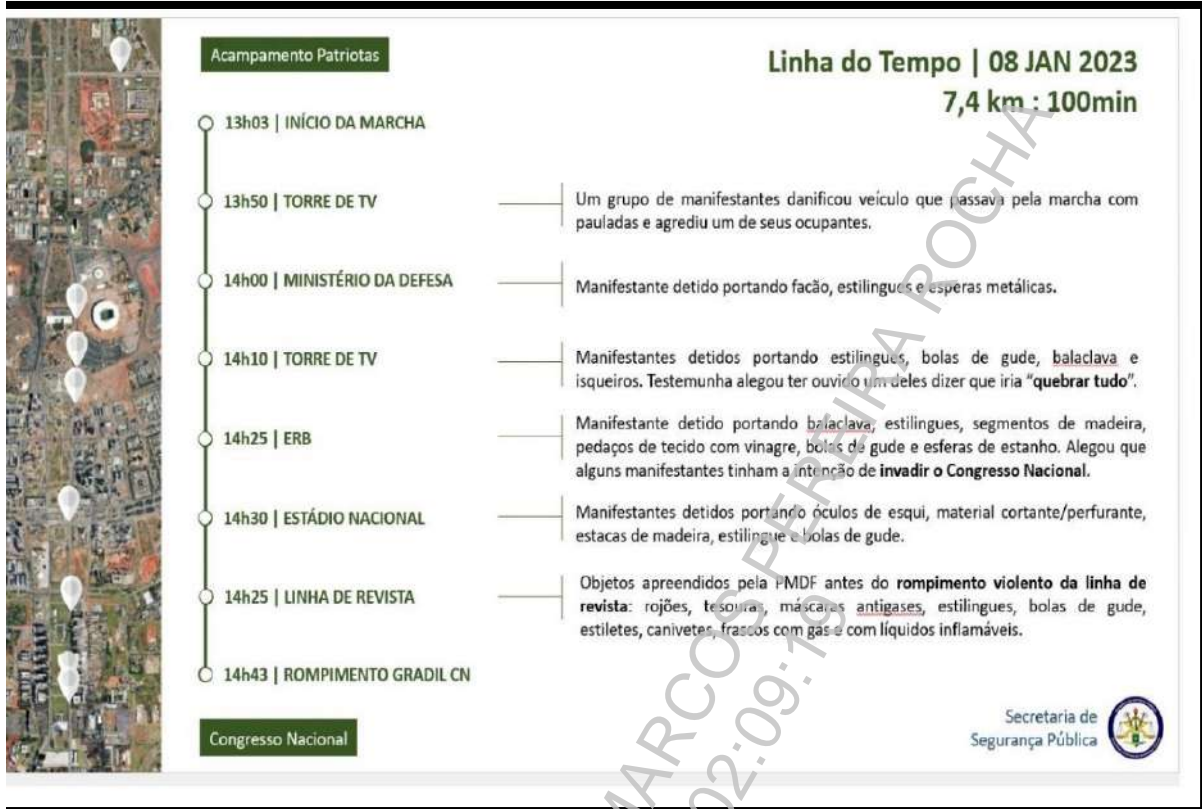 Acampamento Patriotas
Linha do Tempo | 08 JAN 2023
7,4 km : 100min
13h03 | INÍCIO DA MARCHA
13h50 | TORRE DE TV
Um grupo de manifestantes danificou veículo que passava pela marcha com
pauladas e agrediu um de seus ocupantes.
14h00 | MINISTÉRIO DA DEFESA
Manifestante detido portando facão, estilingues e esperas metálicas.
14h10 | TORRE DE TV
Manifestantes detidos portando estilingues, bolas de gude, balaclava e
isqueiros. Testemunha alegou ter ouvido um deles dizer que iria “quebrar tudo”.
14h25 | ERB
Manifestante detido portando balaclava, estilingues, segmentos de madeira,
pedaços de tecido com vinagre, bolas de gude e esferas de estanho. Alegou que
alguns manifestantes tinham a intenção de invadir o Congresso Nacional.
14h30 | ESTÁDIO NACIONAL
Manifestantes detidos portando óculos de esqui, material cortante/perfurante,
estacas de madeira, estilingue e bolas de gude.
14h25 | LINHA DE REVISTA
Objetos apreendidos pela PMDF antes do rompimento violento da linha de
revista: rojões, tesouras, máscaras antigases, estilingues, bolas de gude,
estiletes, canivetes, frascos com gás e com líquidos inflamáveis.
14h43 | ROMPIMENTO GRADIL CN
Congresso Nacional
Secretaria de
Segurança Pública
MARCOS PEREIRA ROCHA
02:09:19